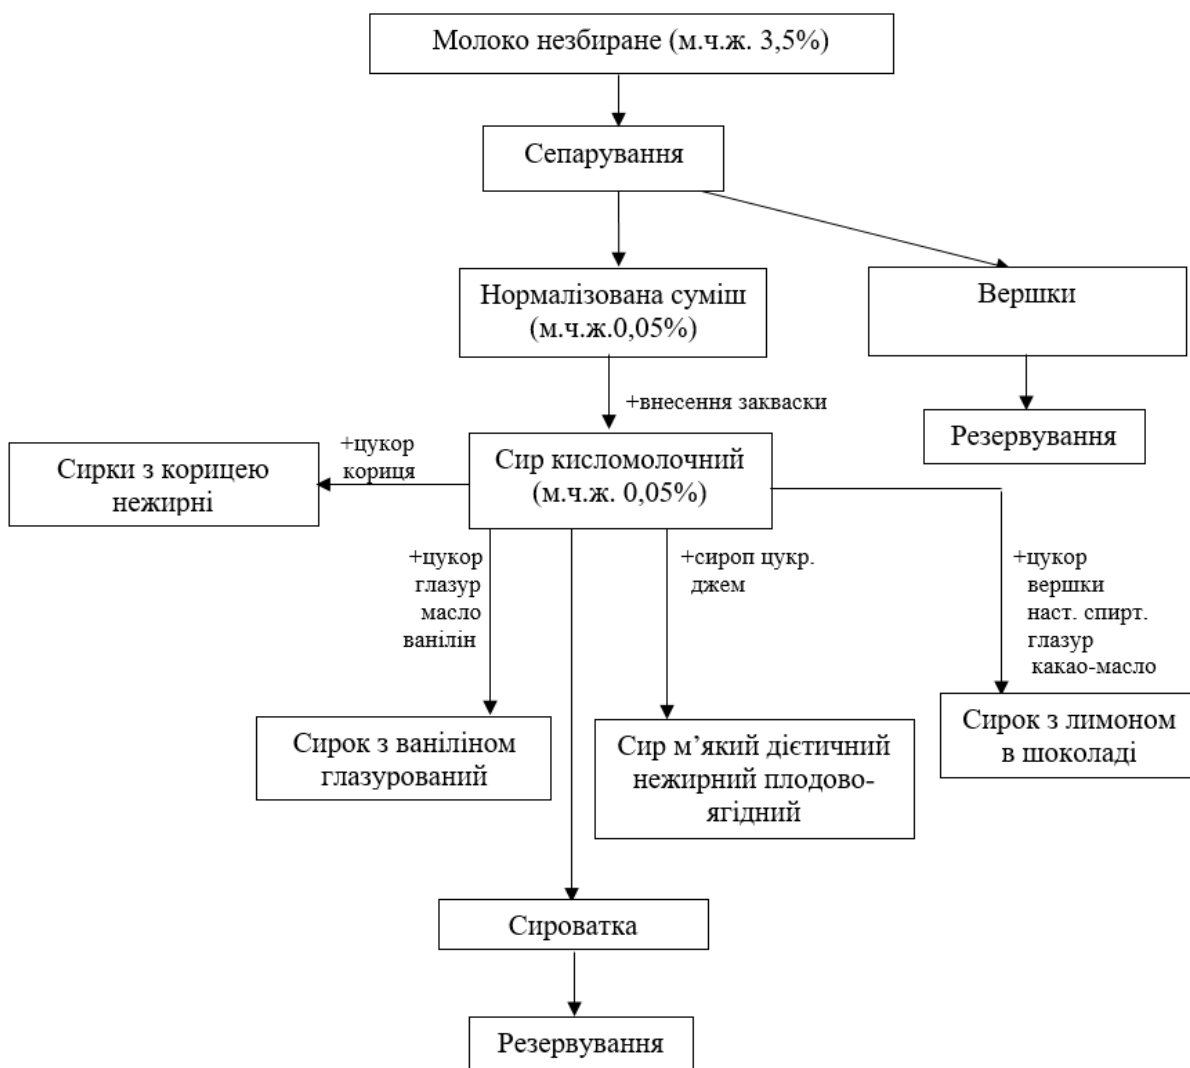 Молоко незбиране (м.ч.ж. 3,5%)
Сепарування
Нормалізована суміш
(м.ч.ж.0,05%)
Вершки
+внесення закваски
Резервування
Сирки з корицею
нежирні
+цукор
кориця
Сир кисломолочний
(м.ч.ж. 0,05%)
+цукор
глазур
масло
ванілін
+сироп цукр.
джем
+цукор
вершки
наст. спирт.
глазур
какао-масло
Сирок з ваніліном
глазурований
Сир м’який дієтичний
нежирний плодово-
ягідний
Сирок з лимоном
в шоколаді
Сироватка
Резервування